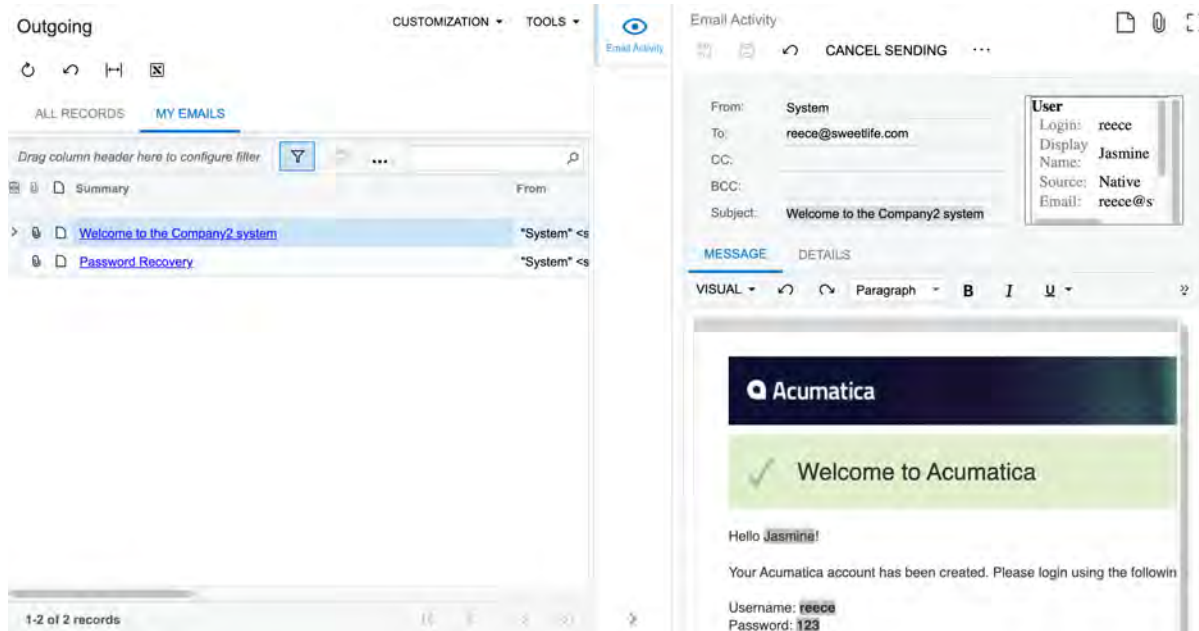 Outgoing
CUSTOMIZATION
TOOLS
ALL RECORDS
MY EMAILS
Drag column header here to configure filter
...
Summary
From
Welcome to the Company2 system
"System" <s
Password Recovery
"System" <s
1-2 of 2 records
Email Activity
Email Activity
CANCEL SENDING
...
From: System
To: reece@sweetlife.com
CC:
BCC:
Subject: Welcome to the Company2 system
User
Login: reece
Display Name: Jasmine
Source: Native
Email: reece@s
MESSAGE
DETAILS
VISUAL
Paragraph
B
I
U
Acumatica
Welcome to Acumatica
Hello Jasmine!
Your Acumatica account has been created. Please login using the followin
Username: reece
Password: 123